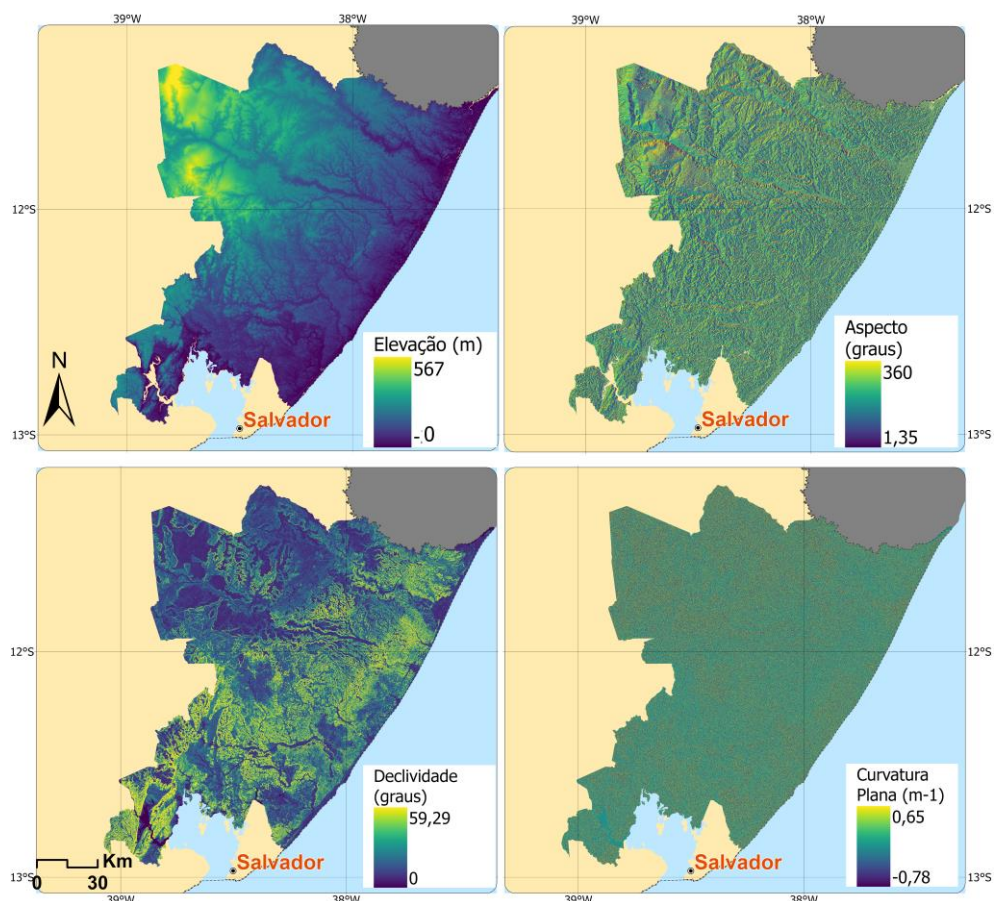 39°W
38°W
39°W
38°W
12°S
12°S
N
Elevação (m)
567
-.0
Salvador
13°S
Aspecto
(graus)
360
1,35
Salvador
13°S
12°S
12°S
Declividade
(graus)
59,29
0
Km
0 30
Salvador
13°S
Curvatura
Plana (m-1)
0,65
-0,78
Salvador
13°S
39°W
38°W
39°W
38°W